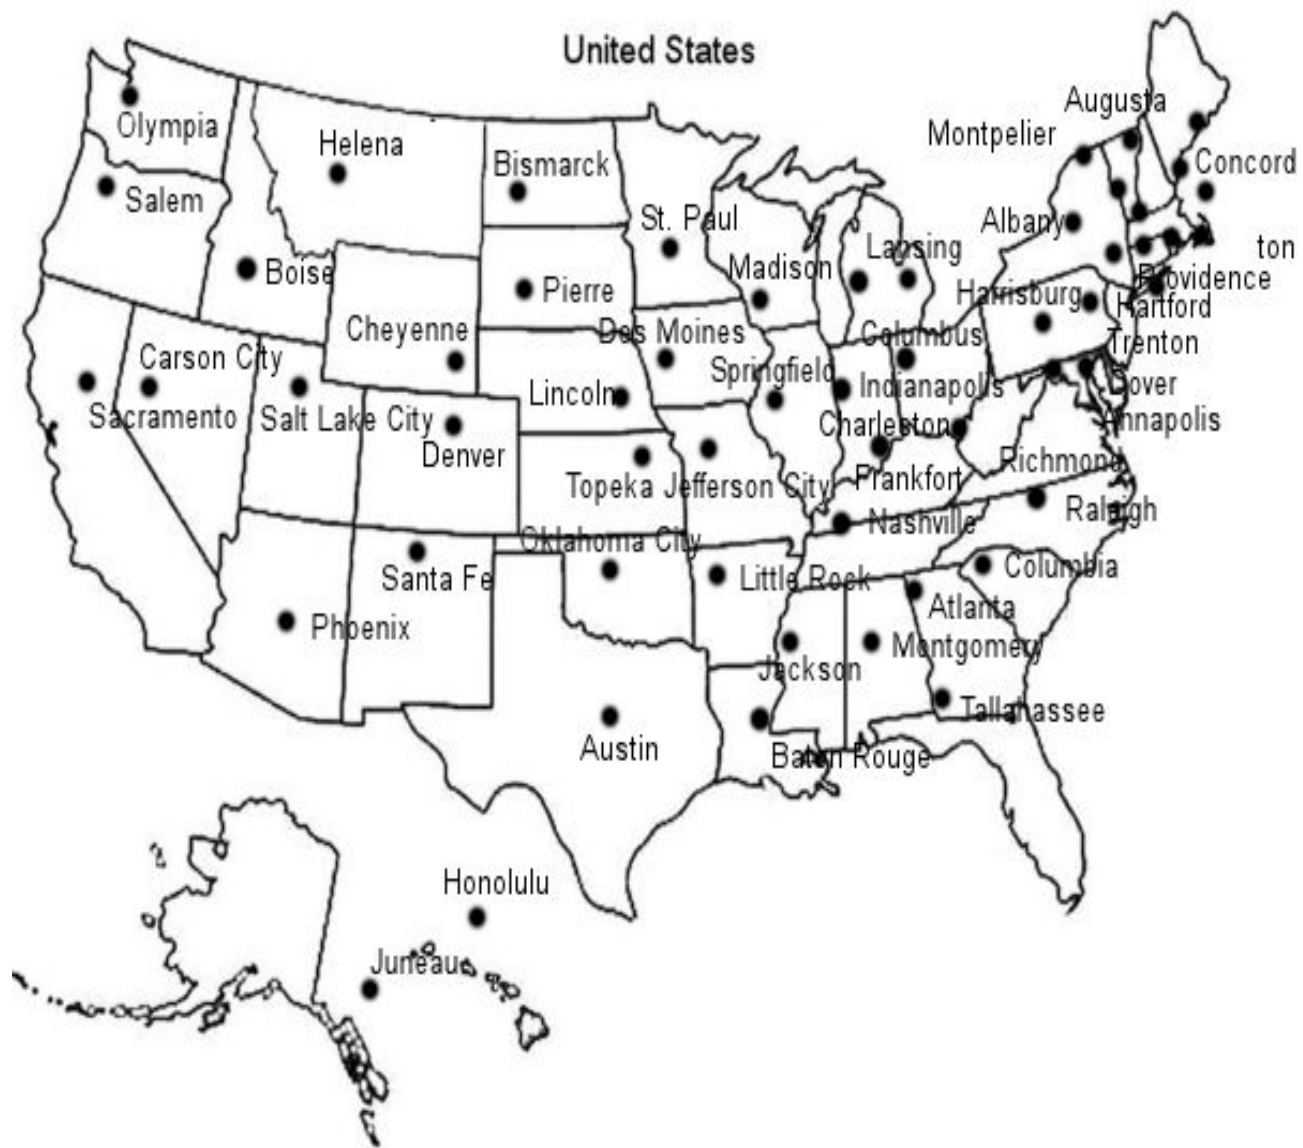 United States
Augusta
Olympia
Montpelier
Helena
Bismarck
Concord
Salem
St. Paul
Albany
Lansing
ton
Boise
Madison
Pierre
Providence
Harrisburg
Hartford
Cheyenne
Des Moines
Columbus
Trenton
Carson City
Springfield
Indianapolis
Dover
Lincoln
Sacramento
Salt Lake City
Charleston
Annapolis
Denver
Richmond
Topeka
Jefferson City
Frankfort
Raleigh
Nashville
Oklahoma City
Columbia
Santa Fe
Little Rock
Atlanta
Phoenix
Montgomery
Jackson
Tallahassee
Austin
Baton Rouge
Honolulu
Juneau